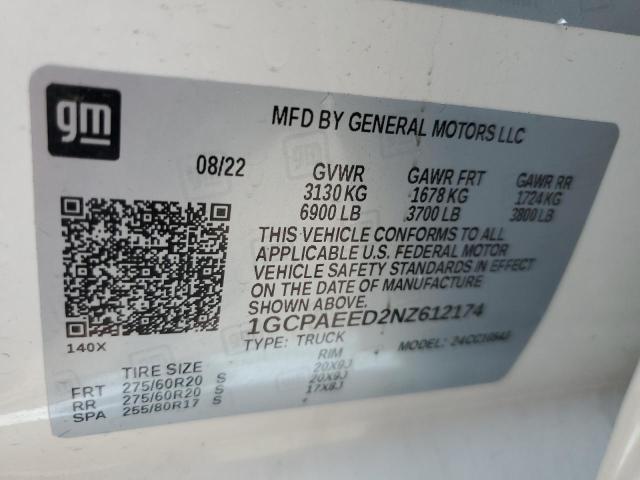 gm
MFD BY GENERAL MOTORS LLC
08/22 GVWR GAWR FRT GAWR RR
3130 KG 1678 KG 1724 KG
6900 LB 3700 LB 3800 LB
THIS VEHICLE CONFORMS TO ALL
APPLICABLE U.S. FEDERAL MOTOR
VEHICLE SAFETY STANDARDS IN EFFECT
ON THE DATE OF MANUFACTURE
SHOWN ABOVE.
1GCPAEED2NZ612174
140X TYPE: TRUCK MODEL:
TIRE SIZE RIM
FRT 275/60R20 S 20X9J
RR 275/60R20 S 20X9J
SPA 255/80R17 S 17X8J